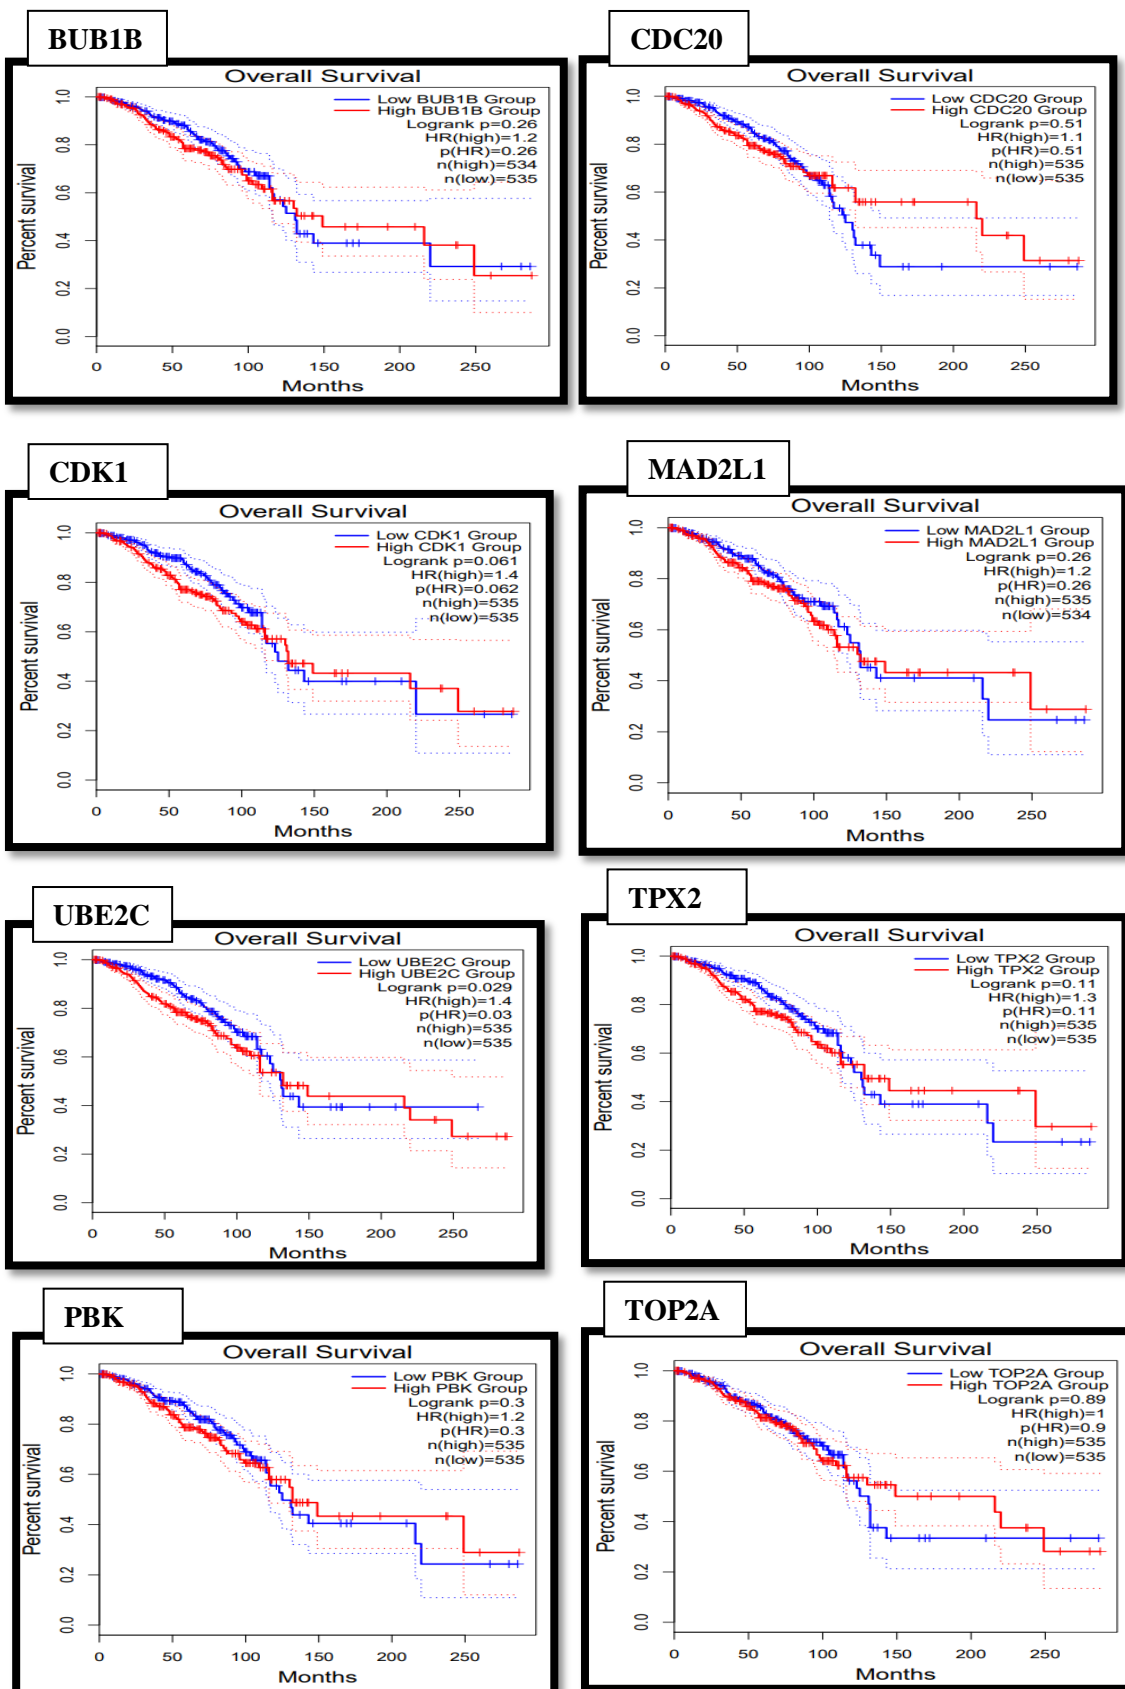 BUB1B
Overall Survival
Low BUB1B Group
High BUB1B Group
Logrank p=0.26
HR(high)=1.2
p(HR)=0.26
n(high)=534
n(low)=535
Percent survival
0.0 0.2 0.4 0.6 0.8 1.0
0 50 100 150 200 250
Months
CDC20
Overall Survival
Low CDC20 Group
High CDC20 Group
Logrank p=0.51
HR(high)=1.1
p(HR)=0.51
n(high)=535
n(low)=535
Percent survival
0.0 0.2 0.4 0.6 0.8 1.0
0 50 100 150 200 250
Months
CDK1
Overall Survival
Low CDK1 Group
High CDK1 Group
Logrank p=0.061
HR(high)=1.4
p(HR)=0.062
n(high)=535
n(low)=535
Percent survival
0.0 0.2 0.4 0.6 0.8 1.0
0 50 100 150 200 250
Months
MAD2L1
Overall Survival
Low MAD2L1 Group
High MAD2L1 Group
Logrank p=0.26
HR(high)=1.2
p(HR)=0.26
n(high)=535
n(low)=534
Percent survival
0.0 0.2 0.4 0.6 0.8 1.0
0 50 100 150 200 250
Months
UBE2C
Overall Survival
Low UBE2C Group
High UBE2C Group
Logrank p=0.029
HR(high)=1.4
p(HR)=0.03
n(high)=535
n(low)=535
Percent survival
0.0 0.2 0.4 0.6 0.8 1.0
0 50 100 150 200 250
Months
TPX2
Overall Survival
Low TPX2 Group
High TPX2 Group
Logrank p=0.11
HR(high)=1.3
p(HR)=0.11
n(high)=535
n(low)=535
Percent survival
0.0 0.2 0.4 0.6 0.8 1.0
0 50 100 150 200 250
Months
PBK
Overall Survival
Low PBK Group
High PBK Group
Logrank p=0.3
HR(high)=1.2
p(HR)=0.3
n(high)=535
n(low)=535
Percent survival
0.0 0.2 0.4 0.6 0.8 1.0
0 50 100 150 200 250
Months
TOP2A
Overall Survival
Low TOP2A Group
High TOP2A Group
Logrank p=0.89
HR(high)=1
p(HR)=0.9
n(high)=535
n(low)=535
Percent survival
0.0 0.2 0.4 0.6 0.8 1.0
0 50 100 150 200 250
Months